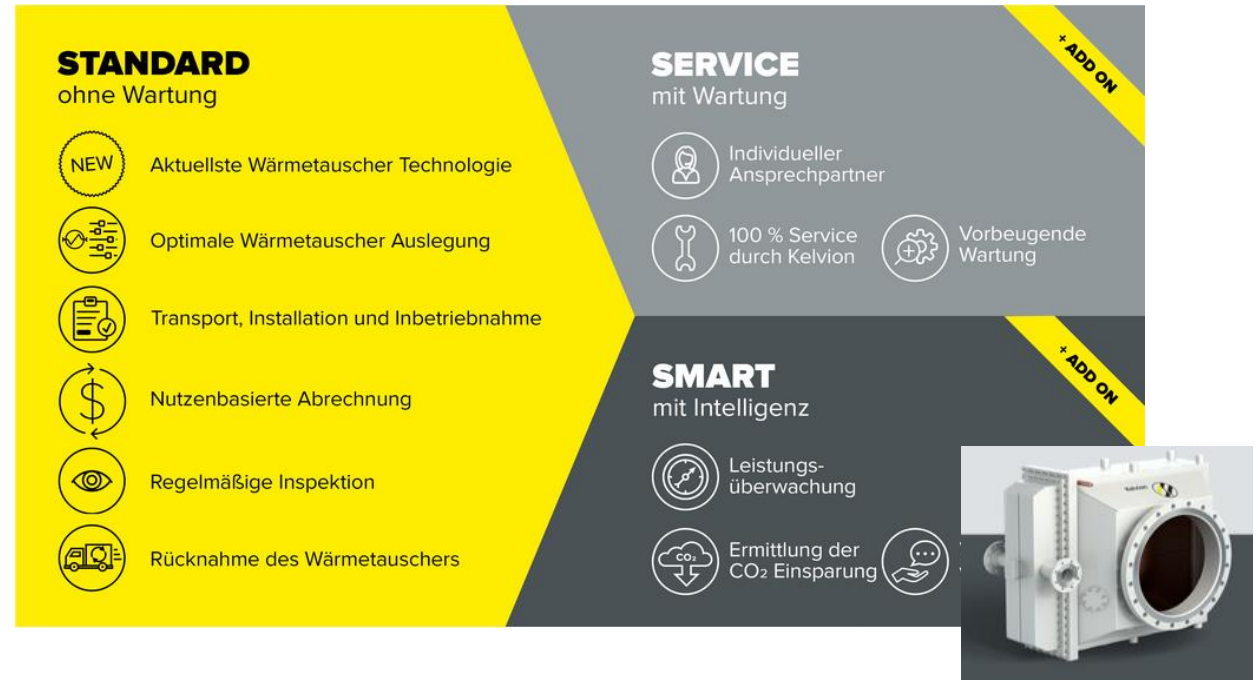 STANDARD
ohne Wartung
NEW
Aktuellste Wärmetauscher Technologie
Optimale Wärmetauscher Auslegung
Transport, Installation und Inbetriebnahme
$
Nutzenbasierte Abrechnung
Regelmäßige Inspektion
Rücknahme des Wärmetauschers
SERVICE
mit Wartung
+ ADD ON
Individueller
Ansprechpartner
100 % Service
durch Kelvion
Vorbeugende
Wartung
SMART
mit Intelligenz
+ ADD ON
Leistungs-
überwachung
CO₂
Ermittlung der
CO₂ Einsparung